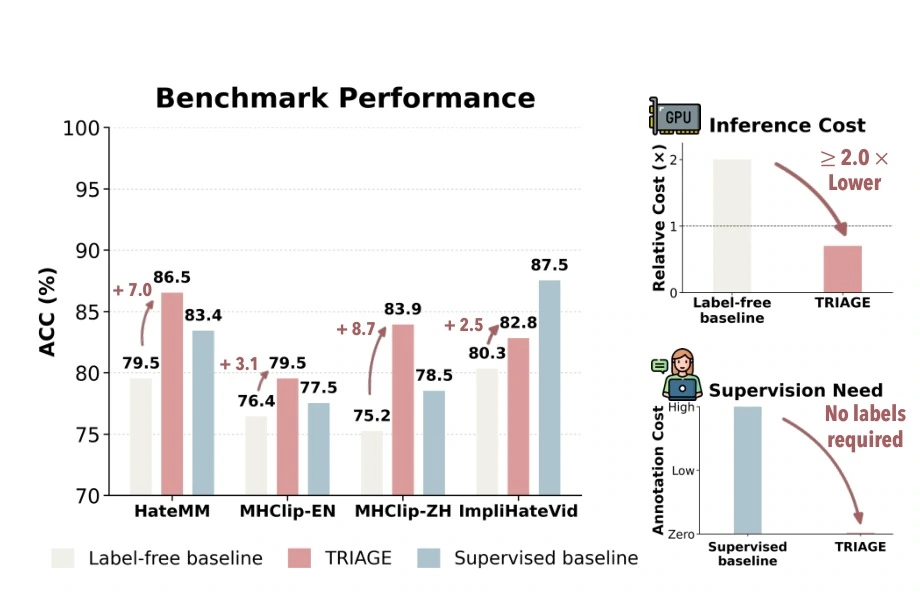 Benchmark Performance
ACC (%)
100
95
90
85
80
75
70
+ 7.0
79.5
86.5
83.4
+ 3.1
76.4
79.5
77.5
+ 8.7
75.2
83.9
78.5
+ 2.5
80.3
82.8
87.5
HateMM
MHClip-EN
MHClip-ZH
ImpliHateVid
Label-free baseline
TRIAGE
Supervised baseline
GPU
Inference Cost
Relative Cost (×)
2
1
0
≥ 2.0 ×
Lower
Label-free
baseline
TRIAGE
Supervision Need
Annotation Cost
High
Low
Zero
No labels
required
Supervised
baseline
TRIAGE